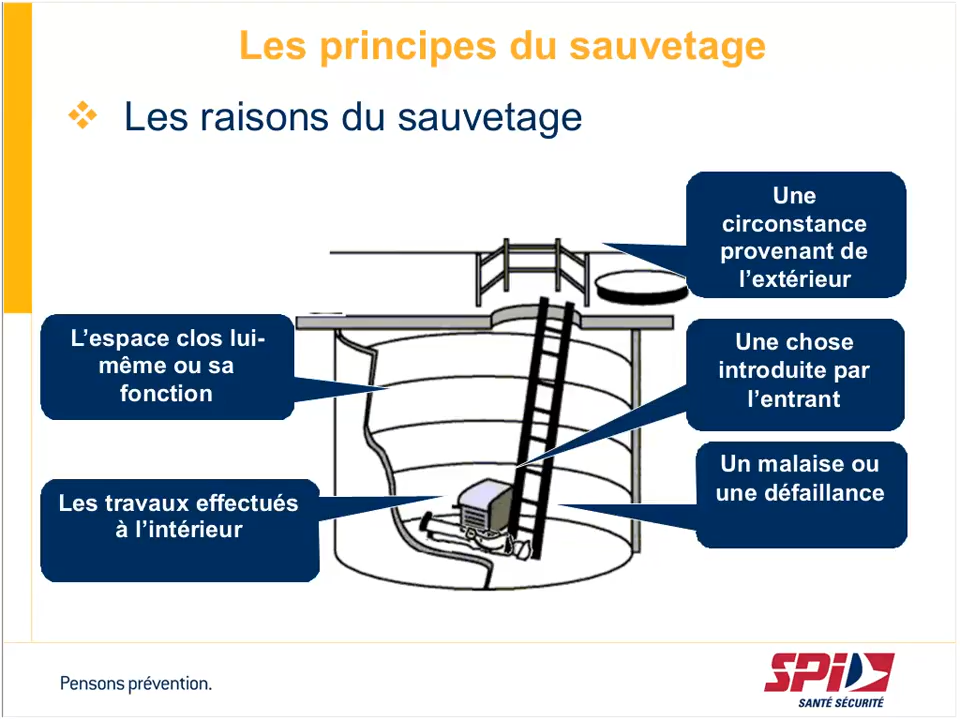 Les principes du sauvetage
Les raisons du sauvetage
Une
circonstance
provenant de
l’extérieur
L’espace clos lui-
même ou sa
fonction
Une chose
introduite par
l’entrant
Un malaise ou
une défaillance
Les travaux effectués
à l’intérieur
Pensons prévention.
SPi
SANTÉ SÉCURITÉ